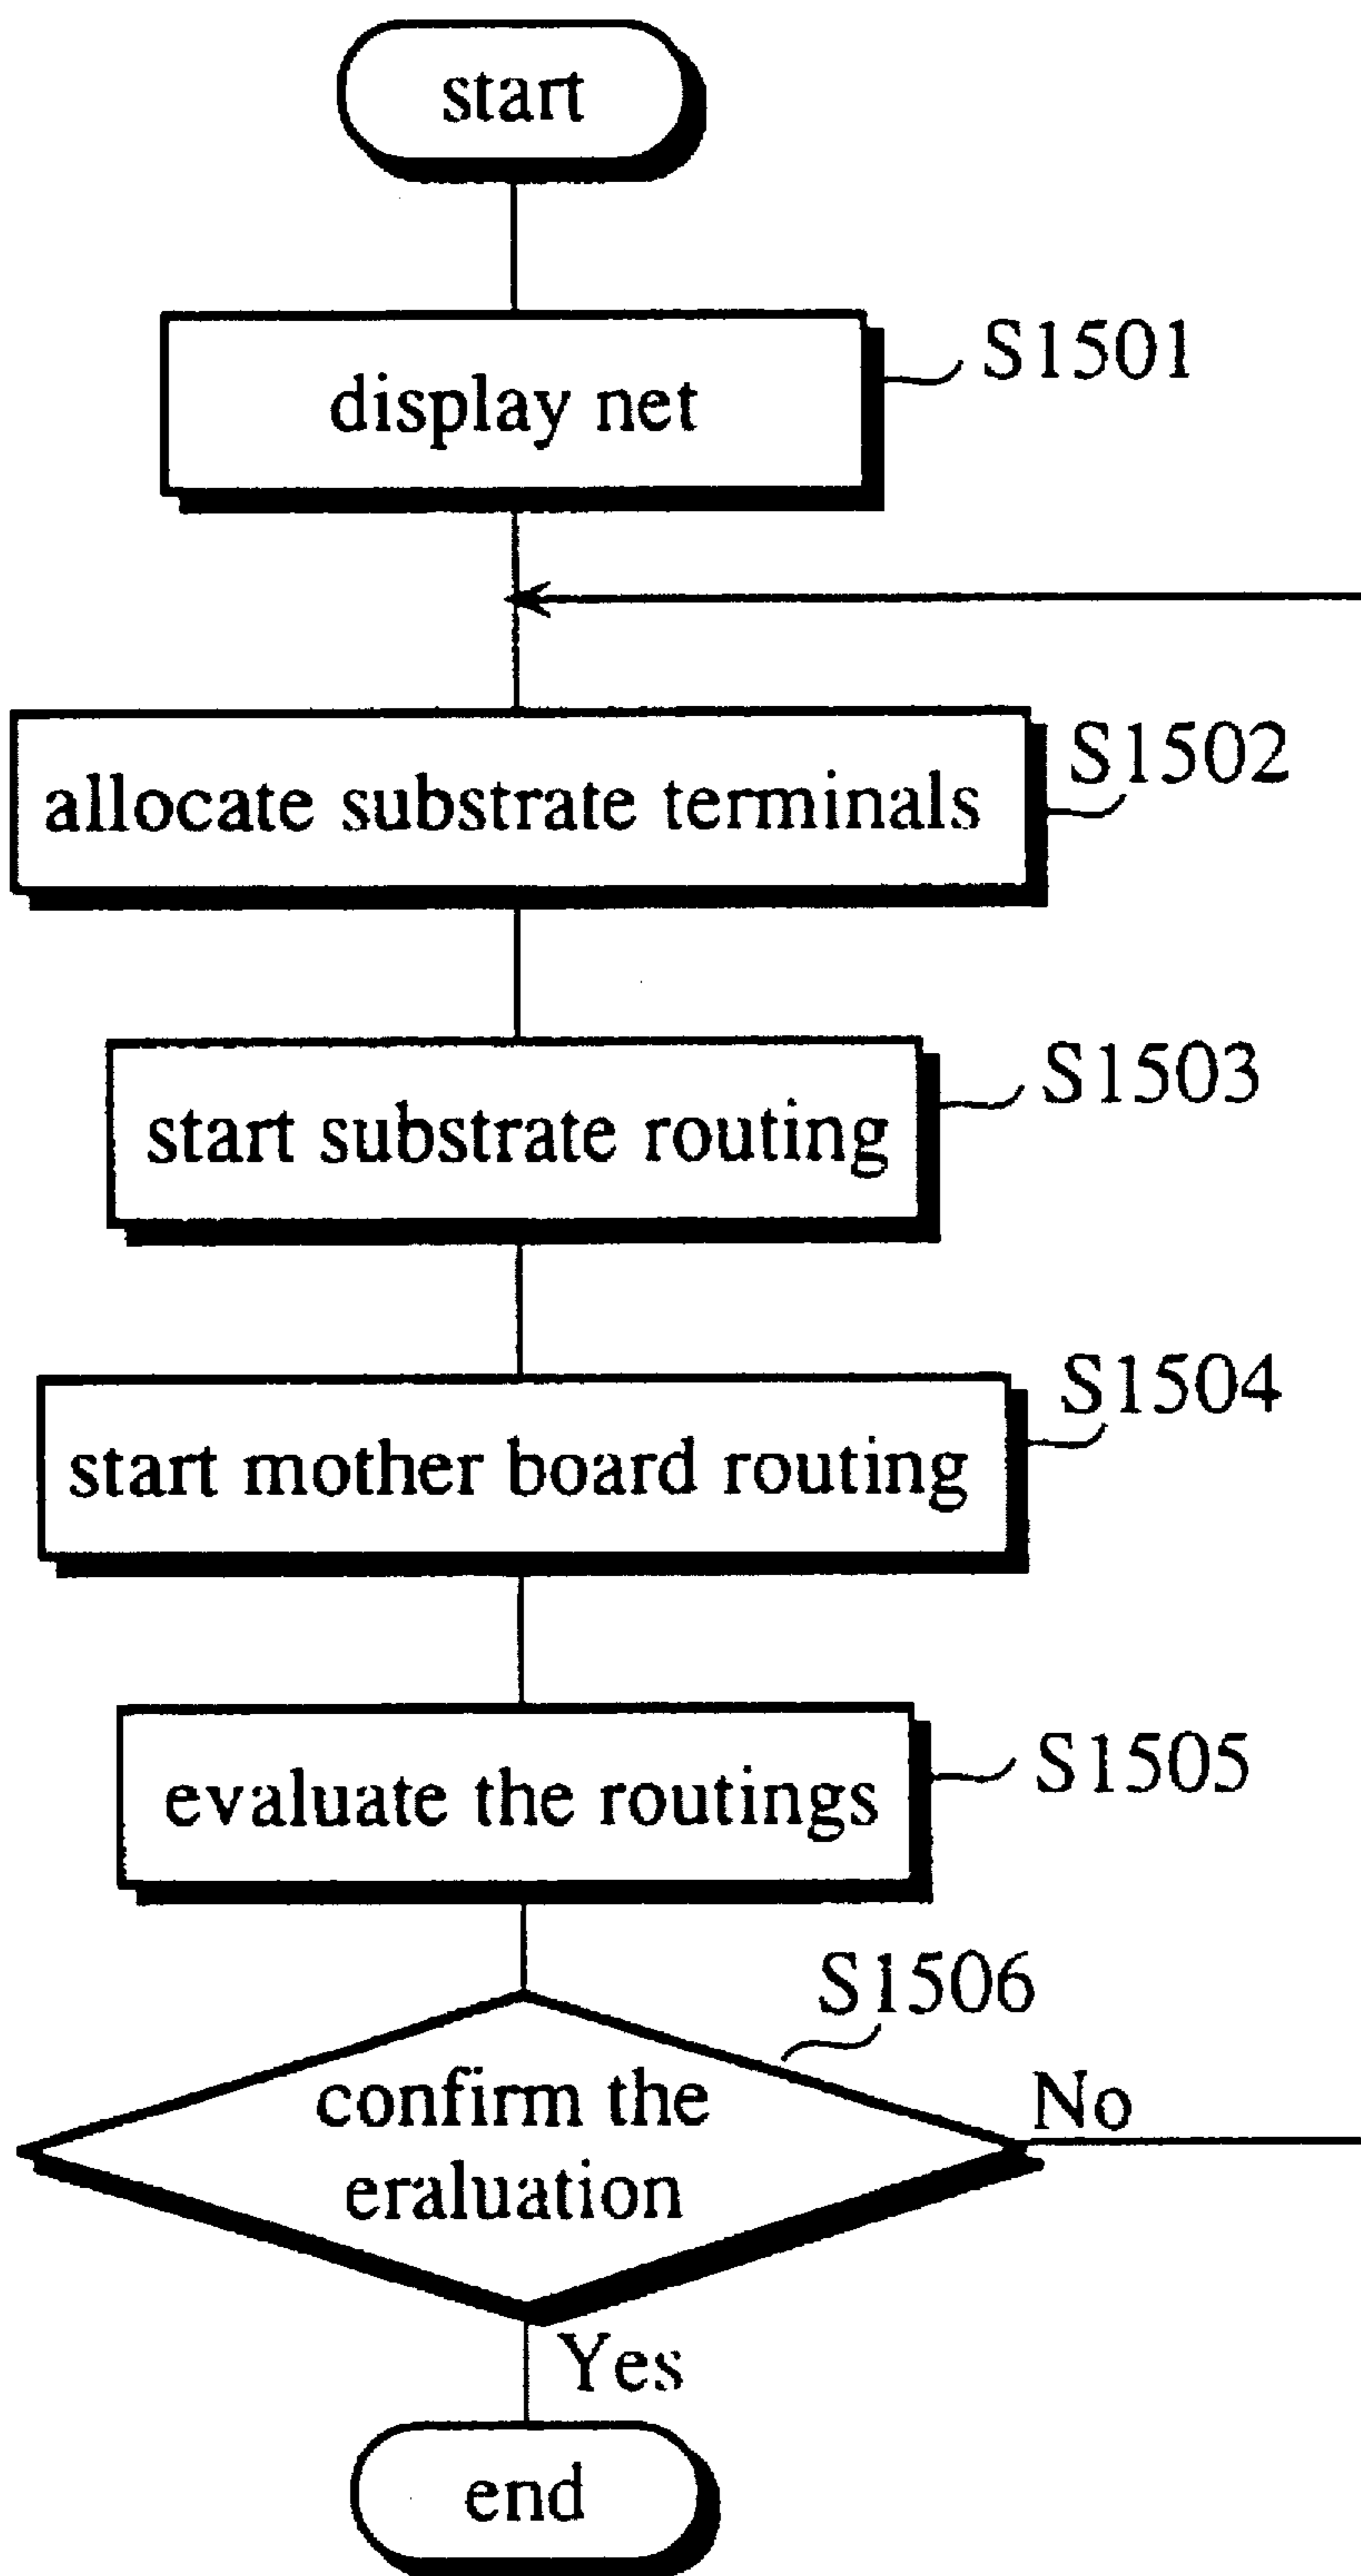 start
display net
S1501
allocate substrate terminals
S1502
start substrate routing
S1503
start mother board routing
S1504
evaluate the routings
S1505
S1506
confirm the
eraluation
No
Yes
end